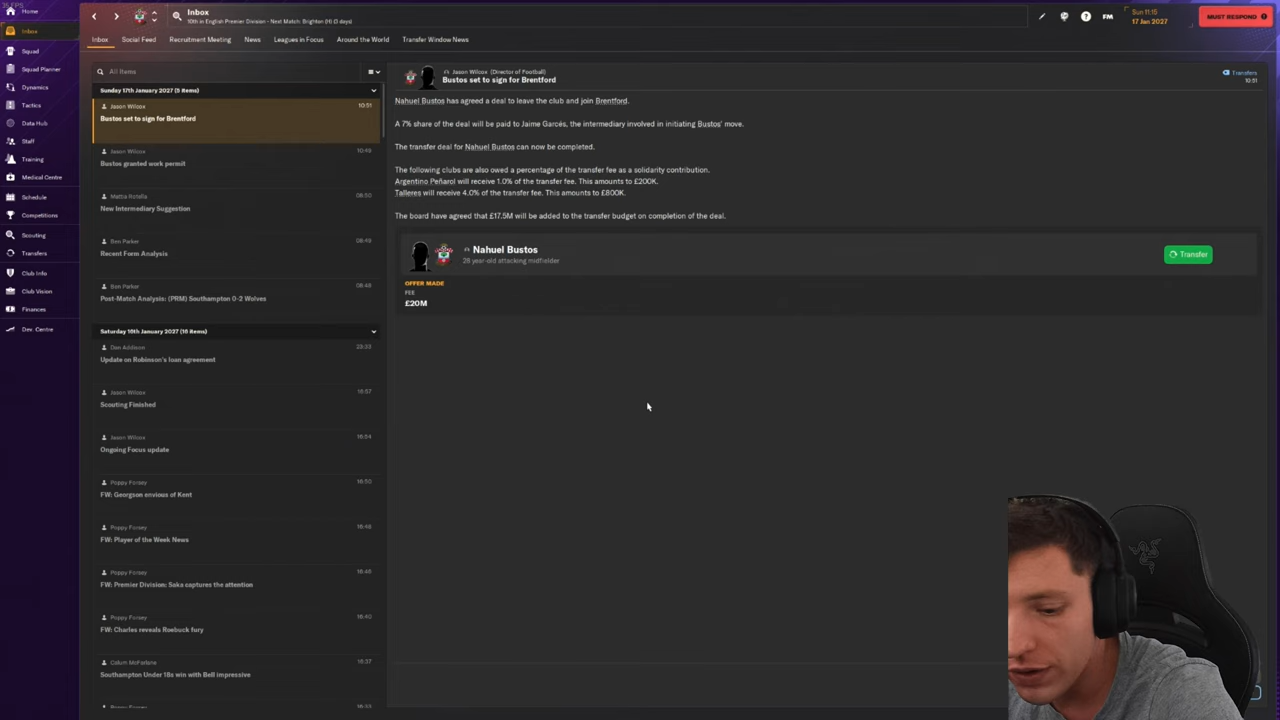 Home
Inbox
Squad
Squad Planner
Dynamics
Tactics
Data Hub
Staff
Training
Medical Centre
Schedule
Competitions
Scouting
Transfers
Club Info
Club Vision
Finances
Dev. Centre
Inbox
10th in English Premier Division - Next Match: Brighton (H) (3 days)
Sun 11:15
17 Jan 2027
FM
MUST RESPOND
Inbox
Social Feed
Recruitment Meeting
News
Leagues in Focus
Around the World
Transfer Window News
All Items
Sunday 17th January 2027 (5 Items)
Jason Wilcox
10:51
Bustos set to sign for Brentford
Jason Wilcox
10:49
Bustos granted work permit
08:50
New Intermediary Suggestion
Ben Parker
08:49
Recent Form Analysis
Ben Parker
08:49
Post-Match Analysis: (PRM) Southampton 0-2 Wolves
Saturday 16th January 2027 (16 Items)
Dan Addison
23:33
Update on Robinson's loan agreement
Jason Wilcox
18:57
Scouting Finished
Jason Wilcox
18:54
Ongoing Focus update
Poppy Forsey
18:50
FW: Georgson envious of Kent
Poppy Forsey
18:48
FW: Player of the Week News
Poppy Forsey
18:46
FW: Premier Division: Saka captures the attention
Poppy Forsey
18:40
FW: Charles reveals Roebuck fury
Calum McFarlane
18:37
Southampton Under 18s win with Bell impressive
Jason Wilcox (Director of Football)
Bustos set to sign for Brentford
Transfers
10:51
Nahuel Bustos has agreed a deal to leave the club and join Brentford.
A 7% share of the deal will be paid to Jaime Garcés, the intermediary involved in initiating Bustos' move.
The transfer deal for Nahuel Bustos can now be completed.
The following clubs are also owed a percentage of the transfer fee as a solidarity contribution.
Argentino Peñarol will receive 1.0% of the transfer fee. This amounts to £200K.
Talleres will receive 4.0% of the transfer fee. This amounts to £800K.
The board have agreed that £17.5M will be added to the transfer budget on completion of the deal.
Nahuel Bustos
28 year-old attacking midfielder
Transfer
OFFER MADE
FEE
£20M